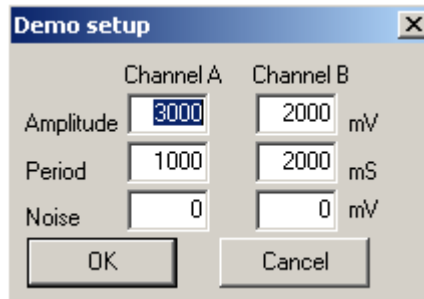 Demo setup
Channel A Channel B
Amplitude 3000 2000 mV
Period 1000 2000 mS
Noise 0 0 mV
OK Cancel